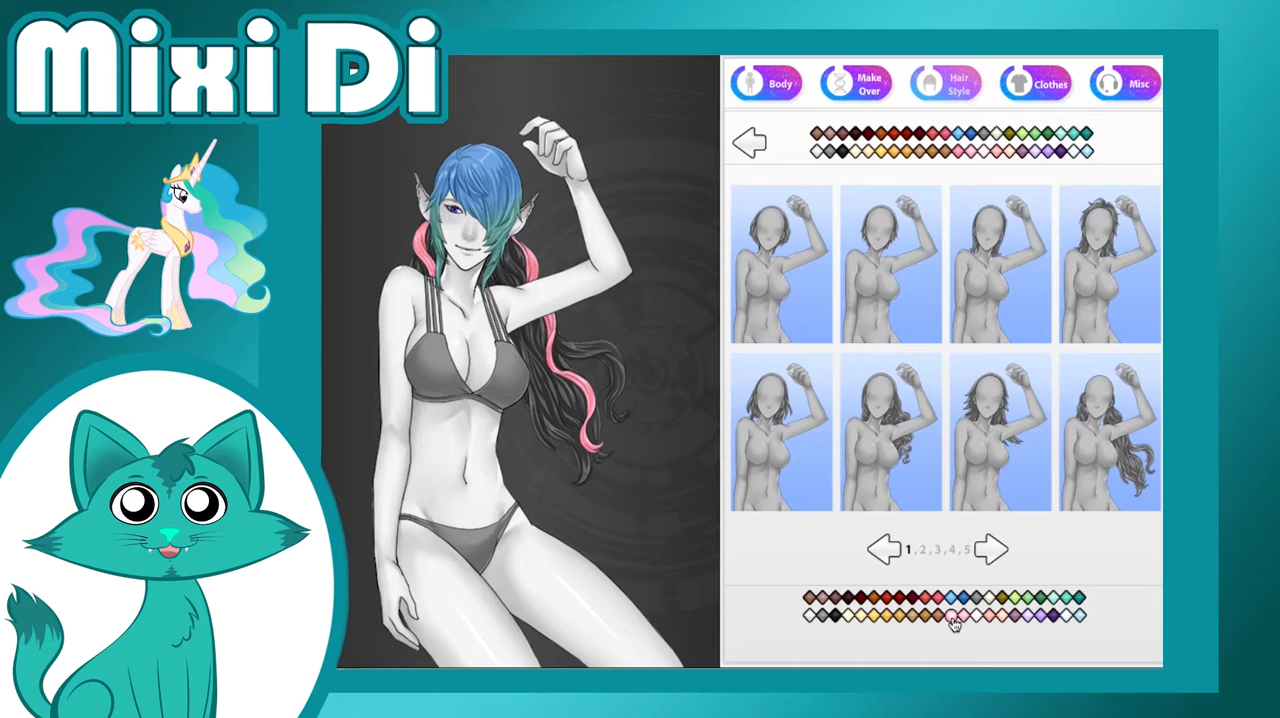 Mixi Di
Body
Make
Over
Hair
Style
Clothes
Misc
1,2,3,4,5